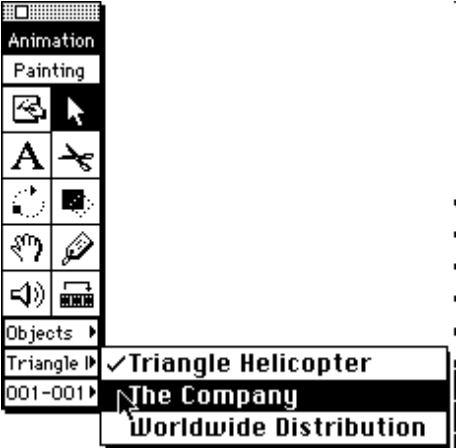 Animation
Painting
A
Objects
Triangle I
Triangle Helicopter
001-001
The Company
Worldwide Distribution